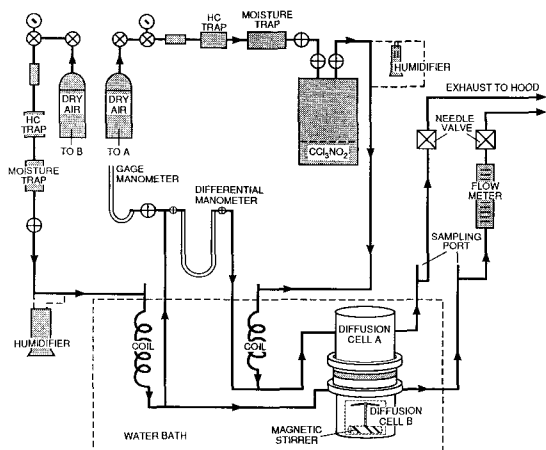 HC
TRAP
MOISTURE
TRAP
DRY
AIR
TO B
DRY
AIR
TO A
HC
TRAP
MOISTURE
TRAP
HUMIDIFIER
EXHAUST TO HOOD
CCl3NO2
NEEDLE
VALVE
GAGE
MANOMETER
DIFFERENTIAL
MANOMETER
FLOW
METER
SAMPLING
PORT
HUMIDIFIER
COIL
COIL
DIFFUSION
CELL A
DIFFUSION
CELL B
MAGNETIC
STIRRER
WATER BATH